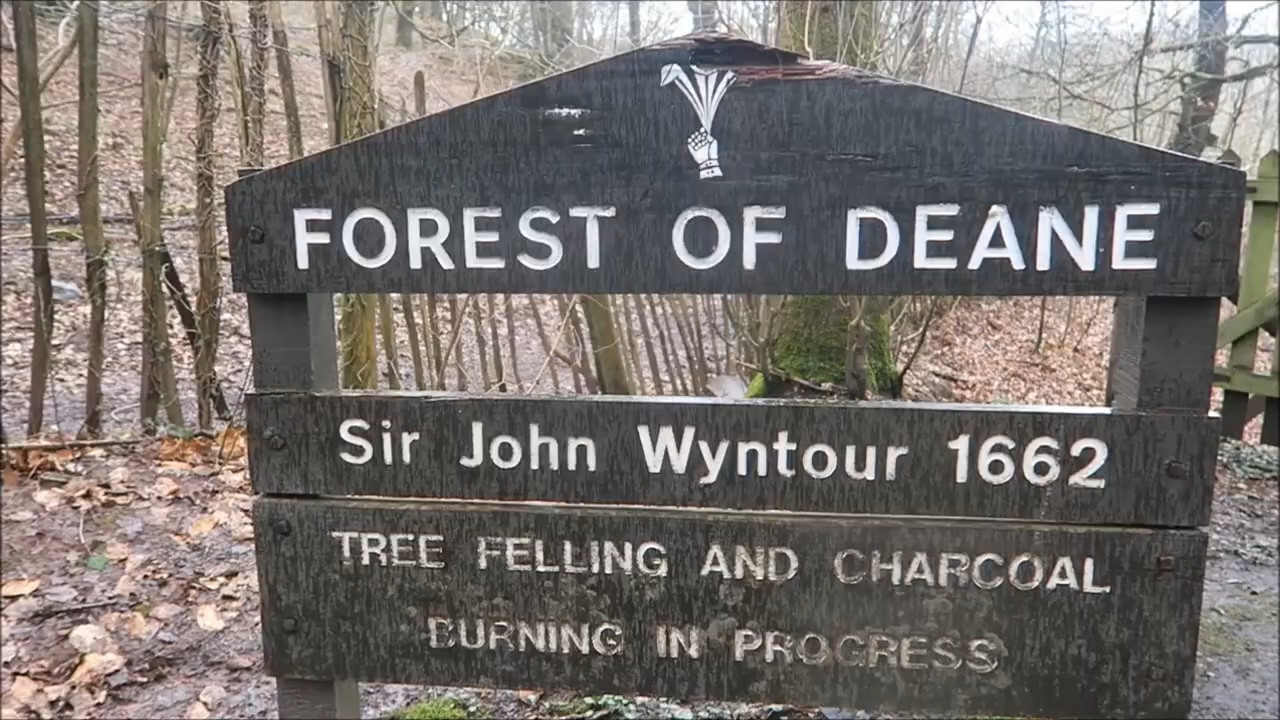 FOREST OF DEANE
Sir John Wyntour 1662
TREE FELLING AND CHARCOAL
BURNING IN PROGRESS